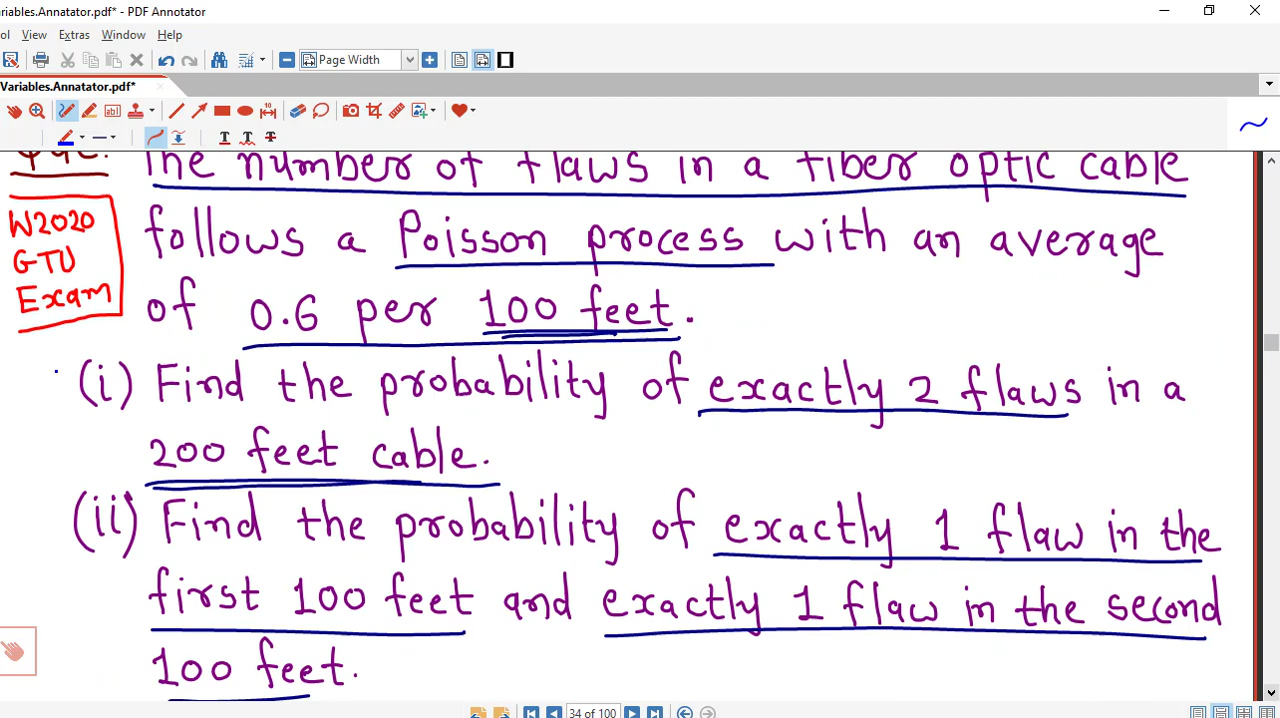 ariables.Annatator.pdf* - PDF Annotator
ol View Extras Window Help
Page Width
Variables.Annatator.pdf*
The number of flaws in a fiber optic cable
W2020
GTU
Exam
follows a Poisson process with an average
of 0.6 per 100 feet.
(i) Find the probability of exactly 2 flaws in a
200 feet cable.
(ii) Find the probability of exactly 1 flaw in the
first 100 feet and exactly 1 flaw in the second
100 feet.
34 of 100